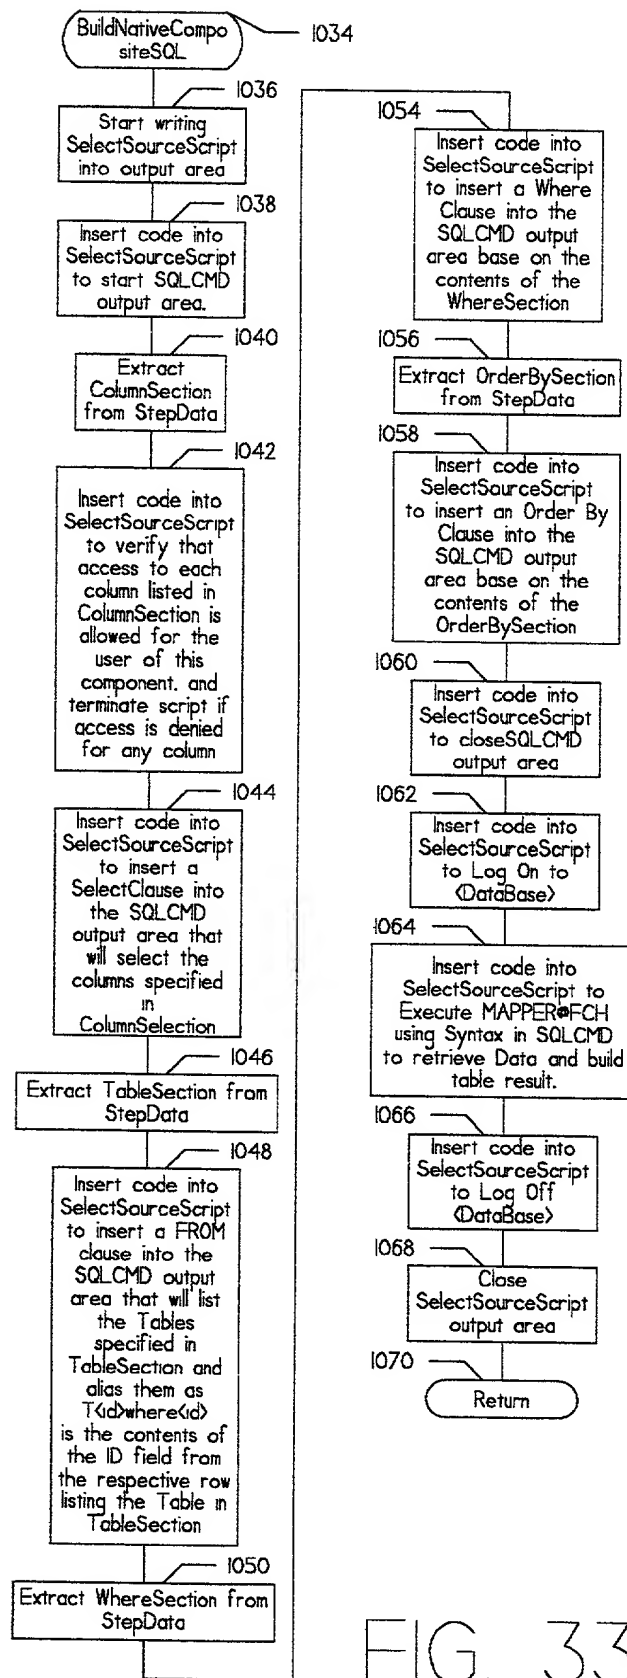 BuildNativeCompo
siteSQL
1034
1036
Start writing
SelectSourceScript
into output area
1038
Insert code into
SelectSourceScript
to start SQLCMD
output area.
1040
Extract
ColumnSection
from StepData
1042
Insert code into
SelectSourceScript
to verify that
access to each
column listed in
ColumnSection is
allowed for the
user of this
component. and
terminate script if
access is denied
for any column
1044
Insert code into
SelectSourceScript
to insert a
SelectClause into
the SQLCMD
output area that
will select the
columns specified
in
ColumnSelection
1046
Extract TableSection from
StepData
1048
Insert code into
SelectSourceScript
to insert a FROM
clause into the
SQLCMD output
area that will list
the Tables
specified in
TableSection and
alias them as
T<id>where<id>
is the contents of
the ID field from
the respective row
listing the Table in
TableSection
1050
Extract WhereSection from
StepData
1054
Insert code into
SelectSourceScript
to insert a Where
Clause into the
SQLCMD output
area base on the
contents of the
WhereSection
1056
Extract OrderBySection
from StepData
1058
Insert code into
SelectSourceScript
to insert an Order By
Clause into the
SQLCMD output
area base on the
contents of the
OrderBySection
1060
Insert code into
SelectSourceScript
to closeSQLCMD
output area
1062
Insert code into
SelectSourceScript
to Log On to
<DataBase>
1064
Insert code into
SelectSourceScript to
Execute MAPPER@FCH
using Syntax in SQLCMD
to retrieve Data and build
table result.
1066
Insert code into
SelectSourceScript
to Log Off
<DataBase>
1068
Close
SelectSourceScript
output area
1070
Return
FIG. 33